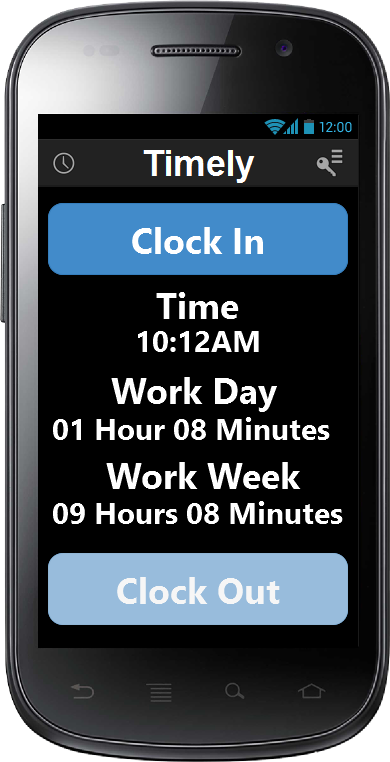 12:00
Timely
Clock In
Time
10:12AM
Work Day
01 Hour 08 Minutes
Work Week
09 Hours 08 Minutes
Clock Out